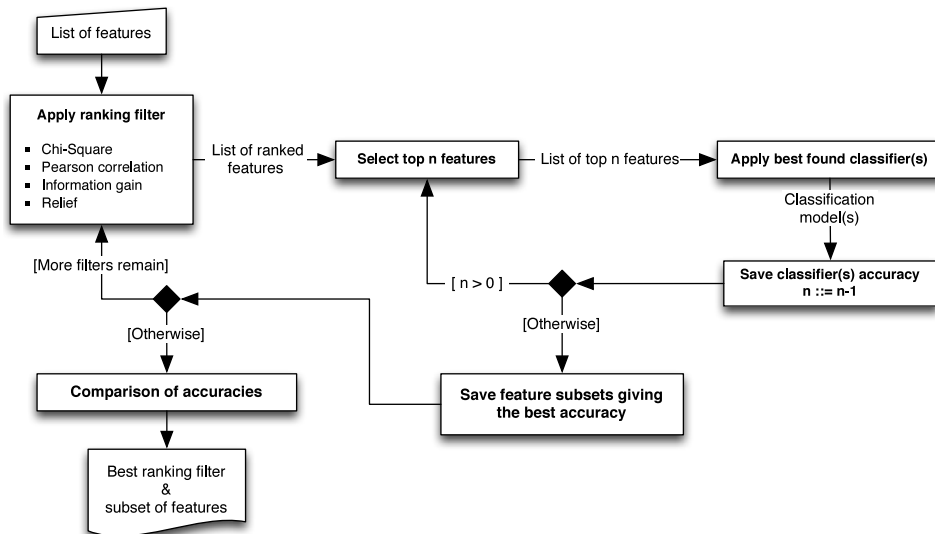 List of features
Apply ranking filter
▪ Chi-Square
▪ Pearson correlation
▪ Information gain
▪ Relief
List of ranked
features
Select top n features
List of top n features
Apply best found classifier(s)
Classification
model(s)
Save classifier(s) accuracy
n ::= n-1
[ n > 0 ]
[Otherwise]
Save feature subsets giving
the best accuracy
[More filters remain]
[Otherwise]
Comparison of accuracies
Best ranking filter
&
subset of features